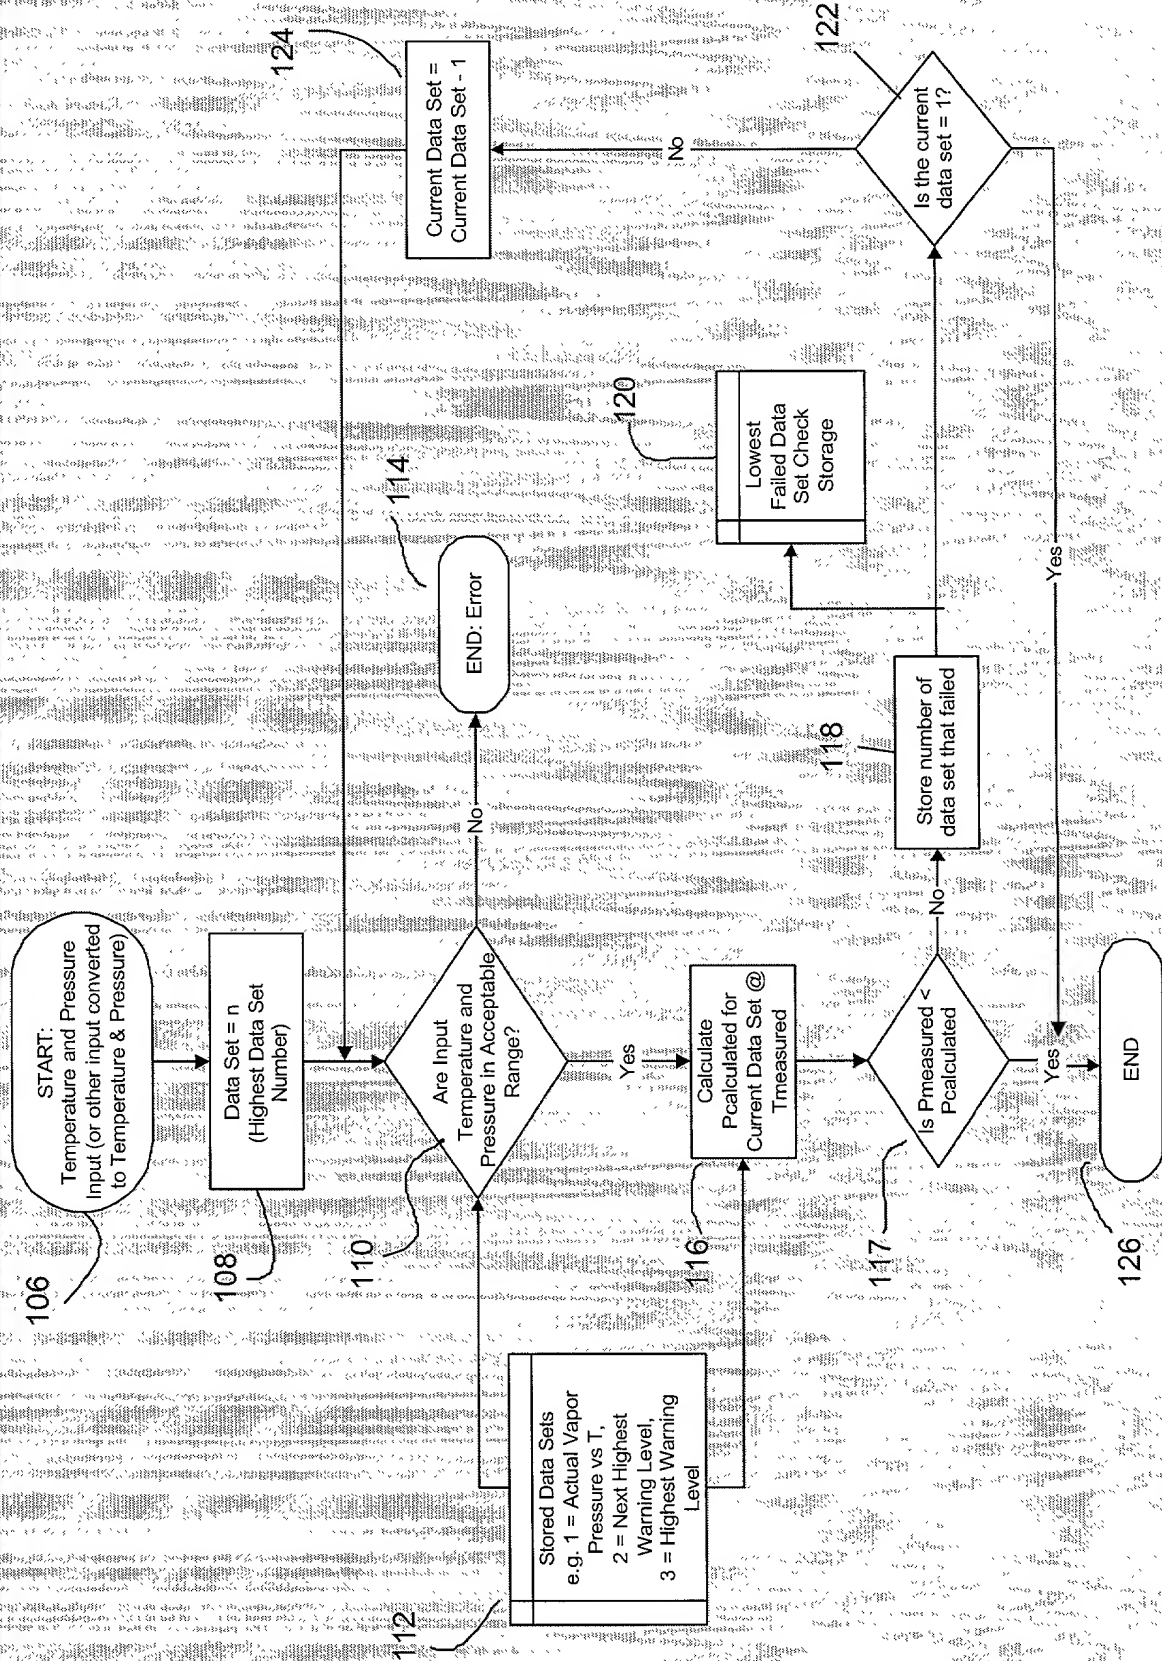 106
START:
Temperature and Pressure
Input (or other input converted
to Temperature & Pressure)
108
Data Set = n
(Highest Data Set
Number)
110
Are Input
Temperature and
Pressure in Acceptable
Range?
No
114
END: Error
Yes
112
Stored Data Sets
e.g. 1 = Actual Vapor
Pressure vs T,
2 = Next Highest
Warning Level,
3 = Highest Warning
Level
116
Calculate
Pcalculated for
Current Data Set @
Tmeasured
117
Is Pmeasured <
Pcalculated
No
118
Store number of
data set that failed
120
Lowest
Failed Data
Set Check
Storage
122
Is the current
data set = 1?
No
124
Current Data Set =
Current Data Set - 1
Yes
Yes
126
END